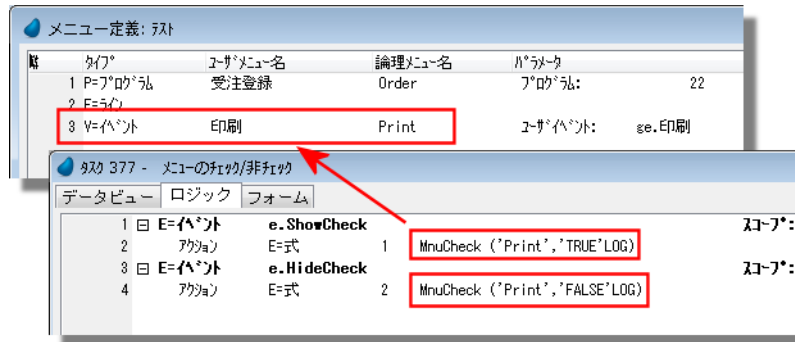 メニュー定義: ﾃｽﾄ
ﾀｲﾌﾟ ﾕｰｻﾞﾒﾆｭｰ名 論理ﾒﾆｭｰ名 ﾊﾟﾗﾒｰﾀ
1 P=ﾌﾟﾛｸﾞﾗﾑ 受注登録 Order ﾌﾟﾛｸﾞﾗﾑ: 22
2 E=ﾗｲﾝ
3 V=ｲﾍﾞﾝﾄ 印刷 Print ﾕｰｻﾞｲﾍﾞﾝﾄ: ge.印刷
ﾀｽｸ 377 - ﾒﾆｭｰのﾁｪｯｸ/非ﾁｪｯｸ
データビュー ロジック フォーム
1 E=ｲﾍﾞﾝﾄ e.ShowCheck ｽｺｰﾌﾟ:
2 ｱｸｼｮﾝ E=式 1 MnuCheck ('Print','TRUE'LOG)
3 E=ｲﾍﾞﾝﾄ e.HideCheck ｽｺｰﾌﾟ:
4 ｱｸｼｮﾝ E=式 2 MnuCheck ('Print','FALSE'LOG)